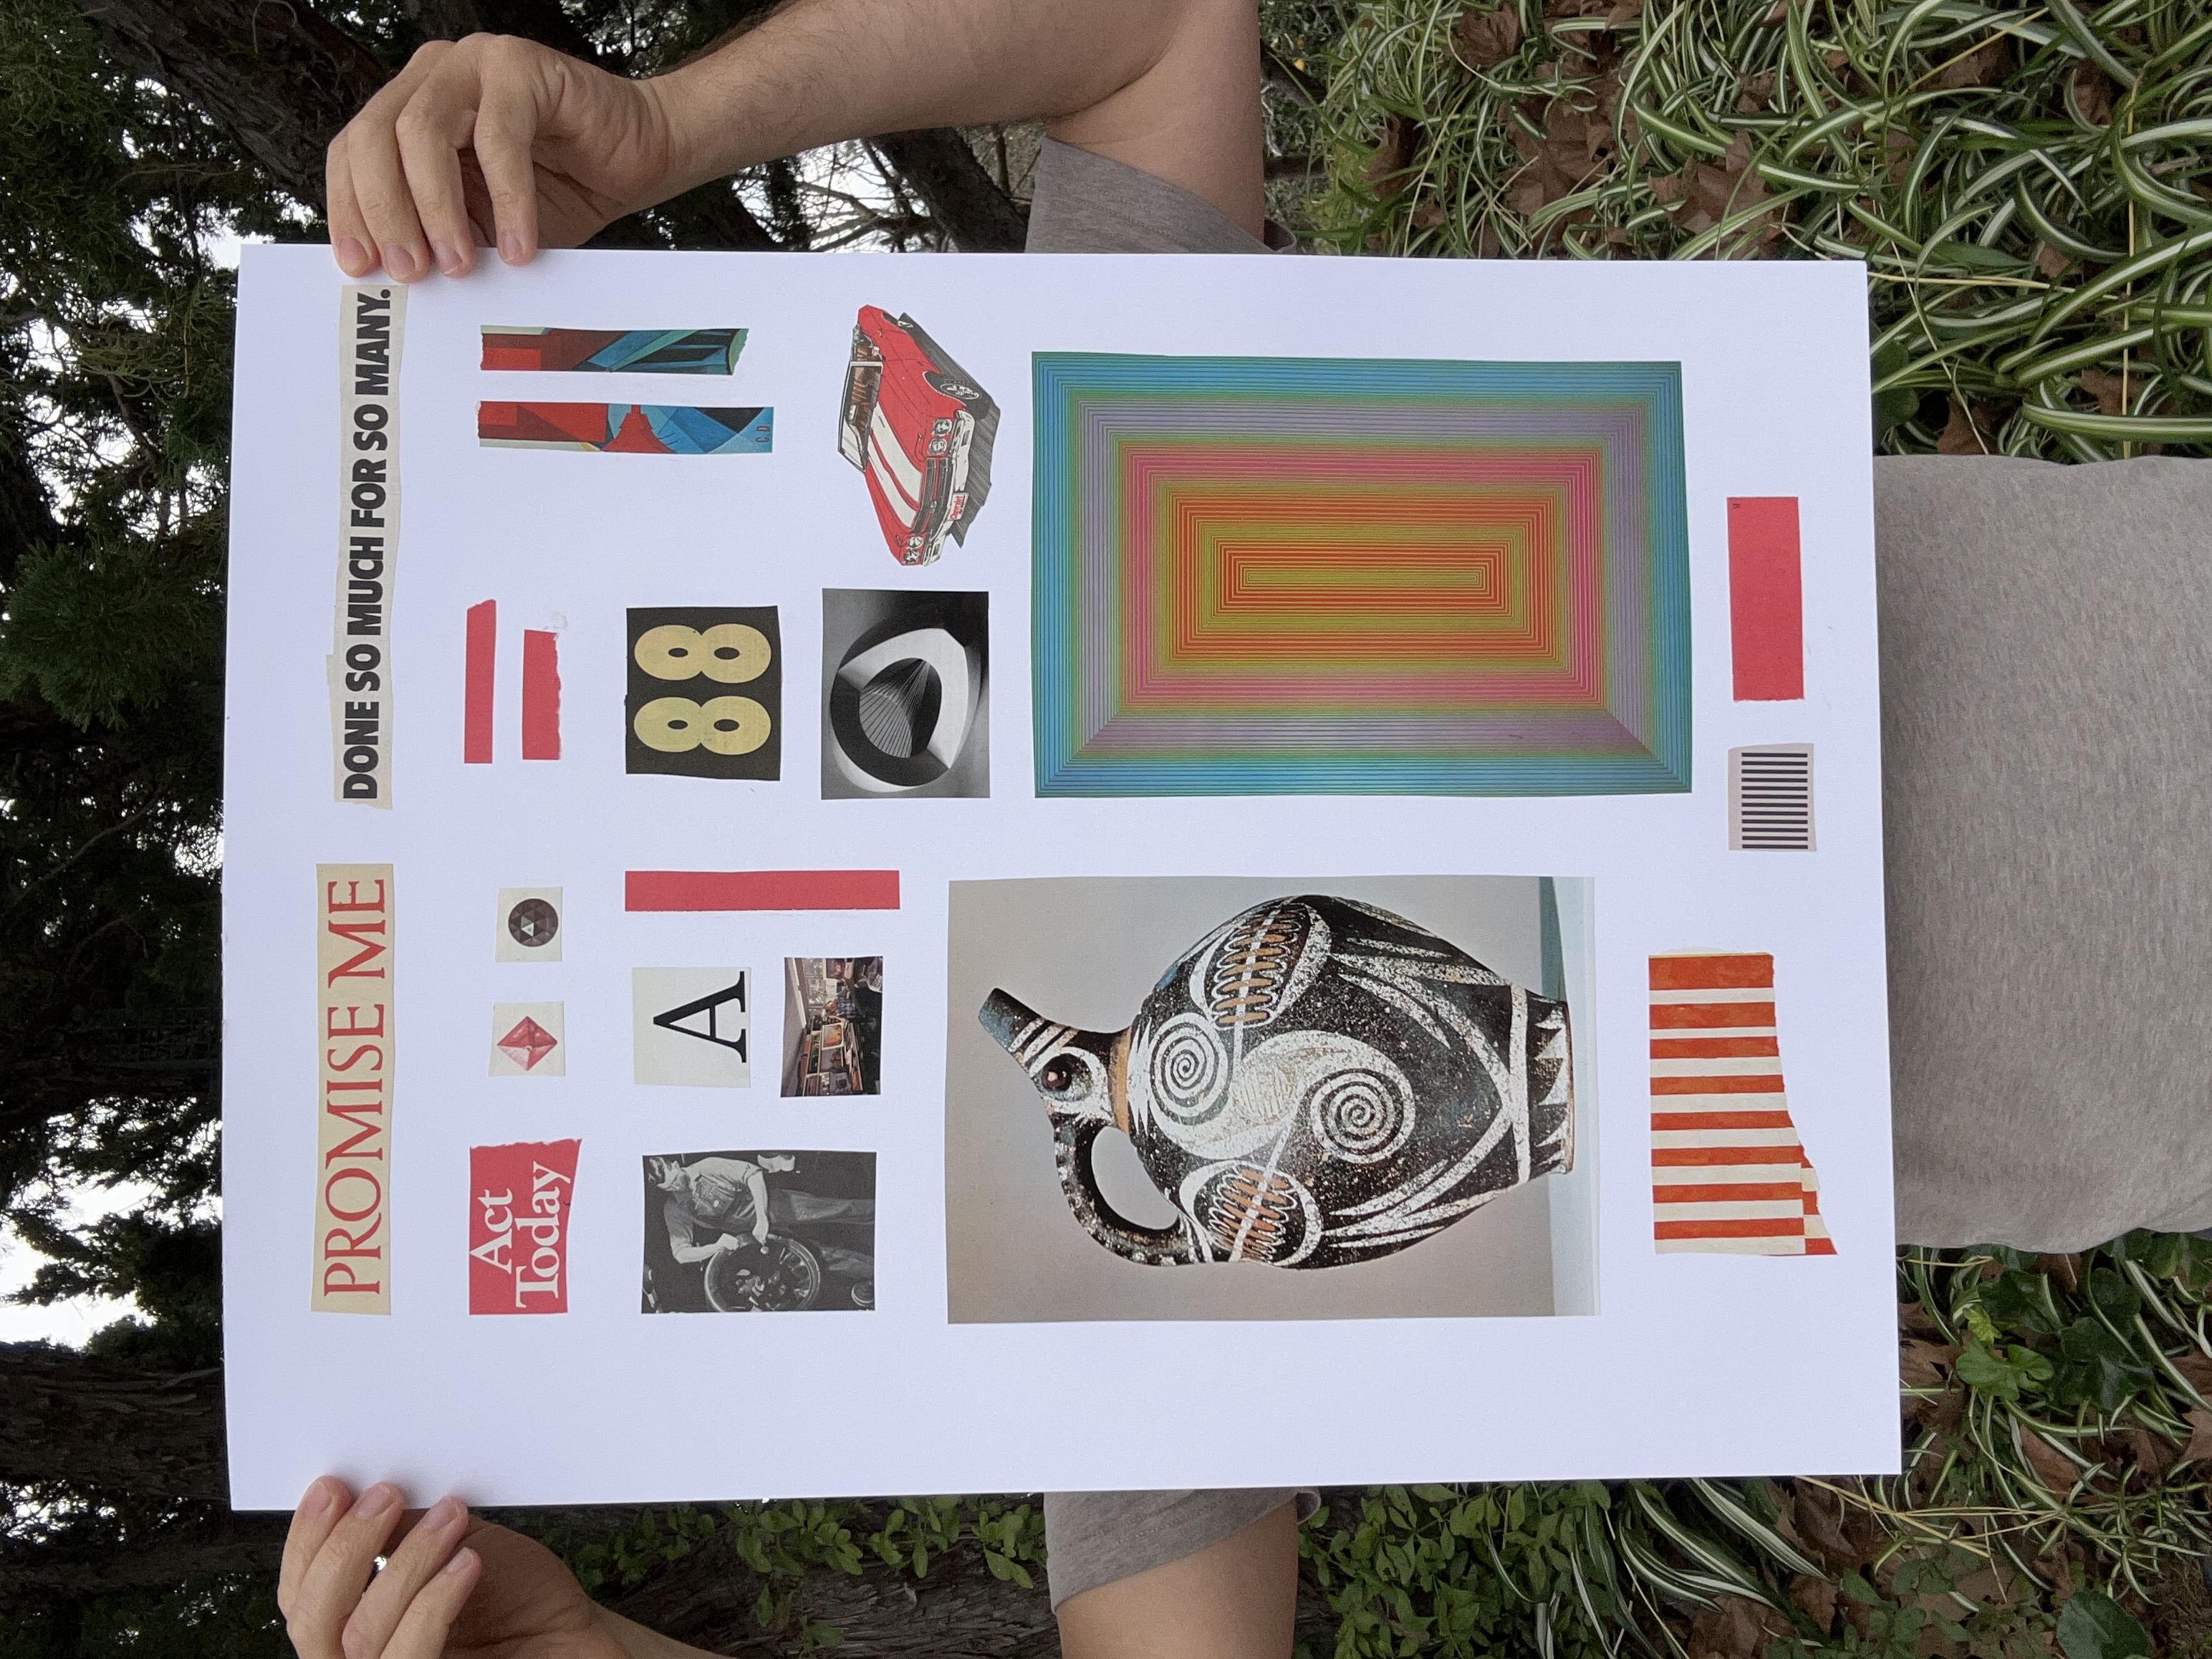 PROMISE ME
DONE SO MUCH FOR SO MANY.
Act
Today
A
88
C.D.